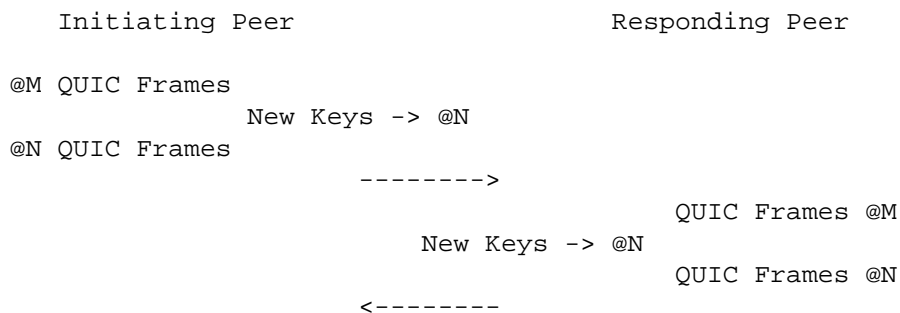 Initiating Peer                    Responding Peer
@M QUIC Frames
New Keys -> @N
@N QUIC Frames
-------->
QUIC Frames @M
New Keys -> @N
QUIC Frames @N
<--------